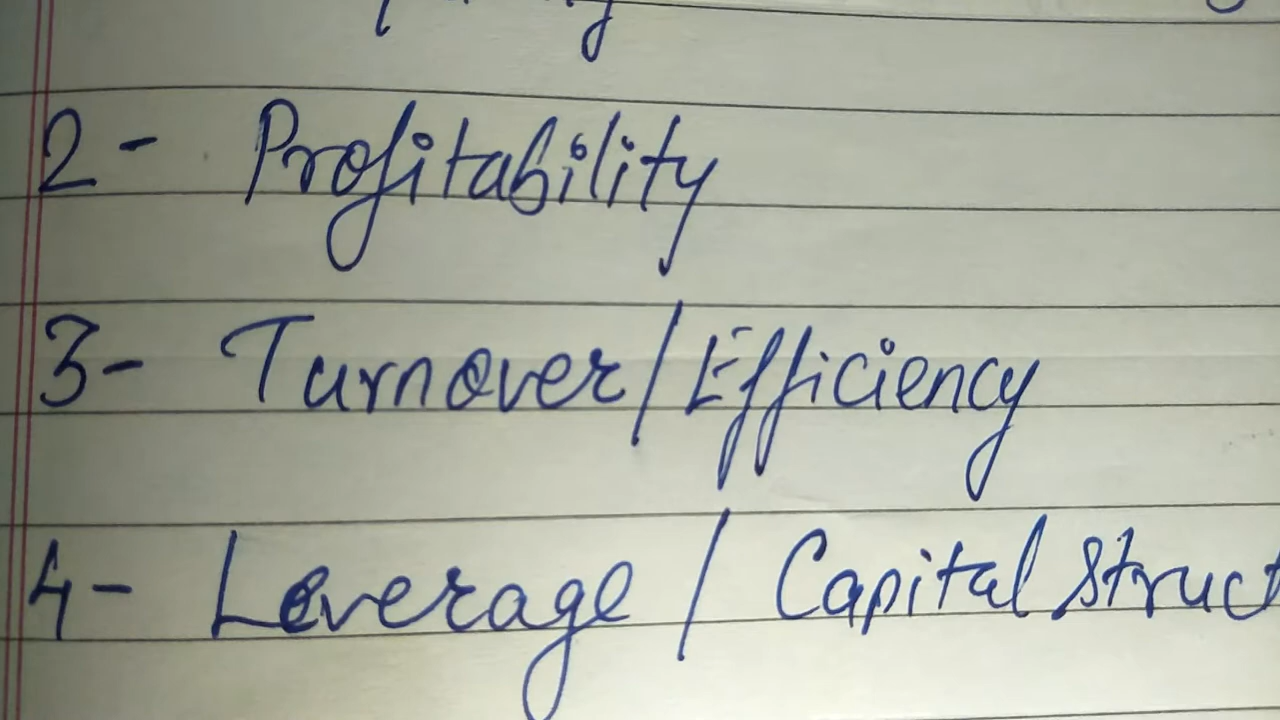 2- Profitability
3- Turnover/Efficiency
4- Leverage / Capital Struct